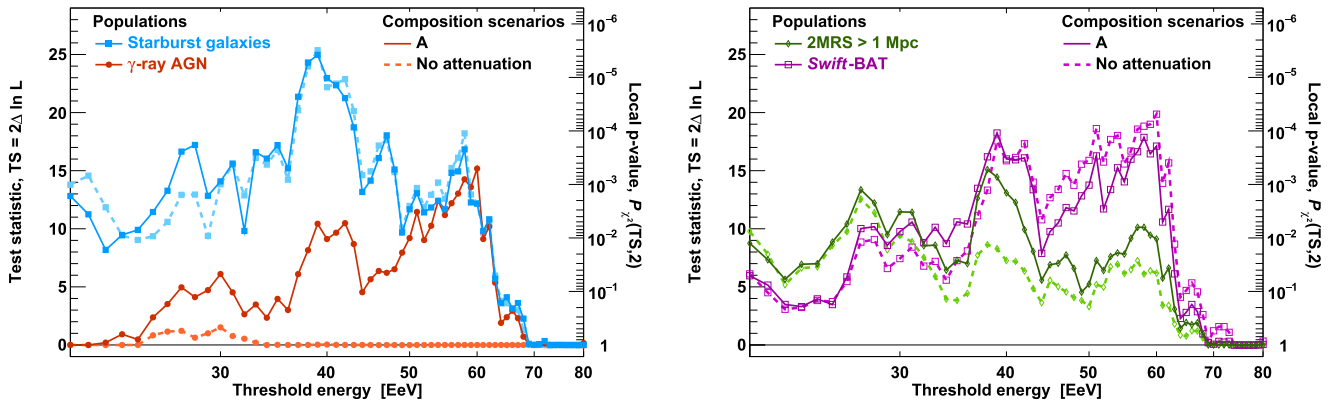 Populations
Starburst galaxies
γ-ray AGN
Composition scenarios
A
No attenuation
Test statistic, TS = 2Δ ln L
25
20
15
10
5
0
30 40 50 60 70 80
Threshold energy [EeV]
10⁻⁶
10⁻⁵
10⁻⁴
10⁻³
10⁻²
10⁻¹
1
Local p-value, P_χ²(TS,2)
Populations
2MRS > 1 Mpc
Swift-BAT
Composition scenarios
A
No attenuation
Test statistic, TS = 2Δ ln L
25
20
15
10
5
0
30 40 50 60 70 80
Threshold energy [EeV]
10⁻⁶
10⁻⁵
10⁻⁴
10⁻³
10⁻²
10⁻¹
1
Local p-value, P_χ²(TS,2)